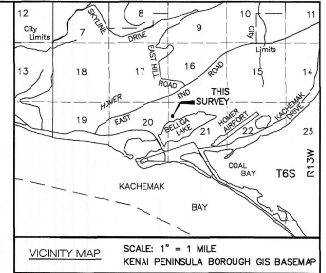 12
8
10
11
7
9
City
Limits
SKYLINE
DRIVE
CITY
Limits
EAST HILL
ROAD
13
18
17
16
15
14
ROAD
END
THIS
SURVEY
HOMER
EAST
19
20
21
22
23
BELUGA
LAKE
HOMER
AIRPORT
KACHEMAK
DRIVE
COAL
BAY
T6S
R13W
KACHEMAK
BAY
VICINITY MAP
SCALE: 1" = 1 MILE
KENAI PENINSULA BOROUGH GIS BASEMAP